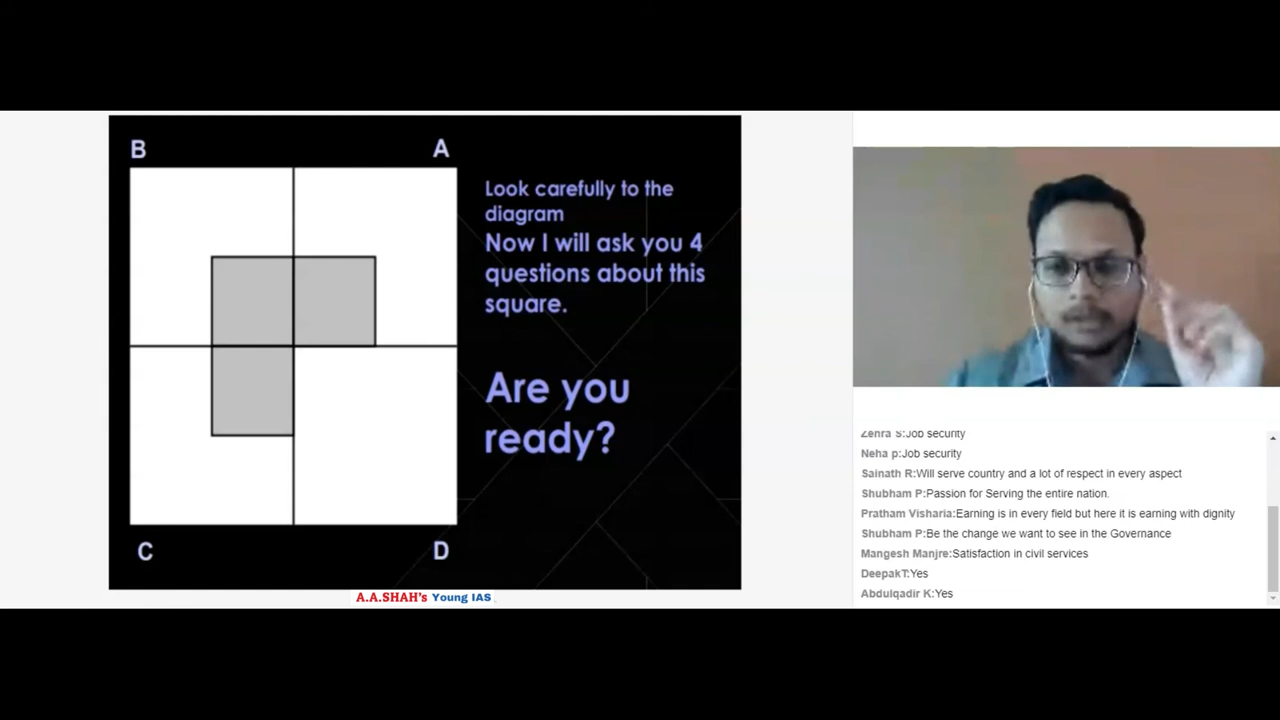 B
A
Look carefully to the
diagram
Now I will ask you 4
questions about this
square.
Are you
ready?
C
D
A.A.SHAH's Young IAS
Zehra S:Job security
Neha p:Job security
Sainath R:Will serve country and a lot of respect in every aspect
Shubham P:Passion for Serving the entire nation.
Pratham Visharia:Earning is in every field but here it is earning with dignity
Shubham P:Be the change we want to see in the Governance
Mangesh Manjre:Satisfaction in civil services
DeepakT:Yes
Abdulqadir K:Yes